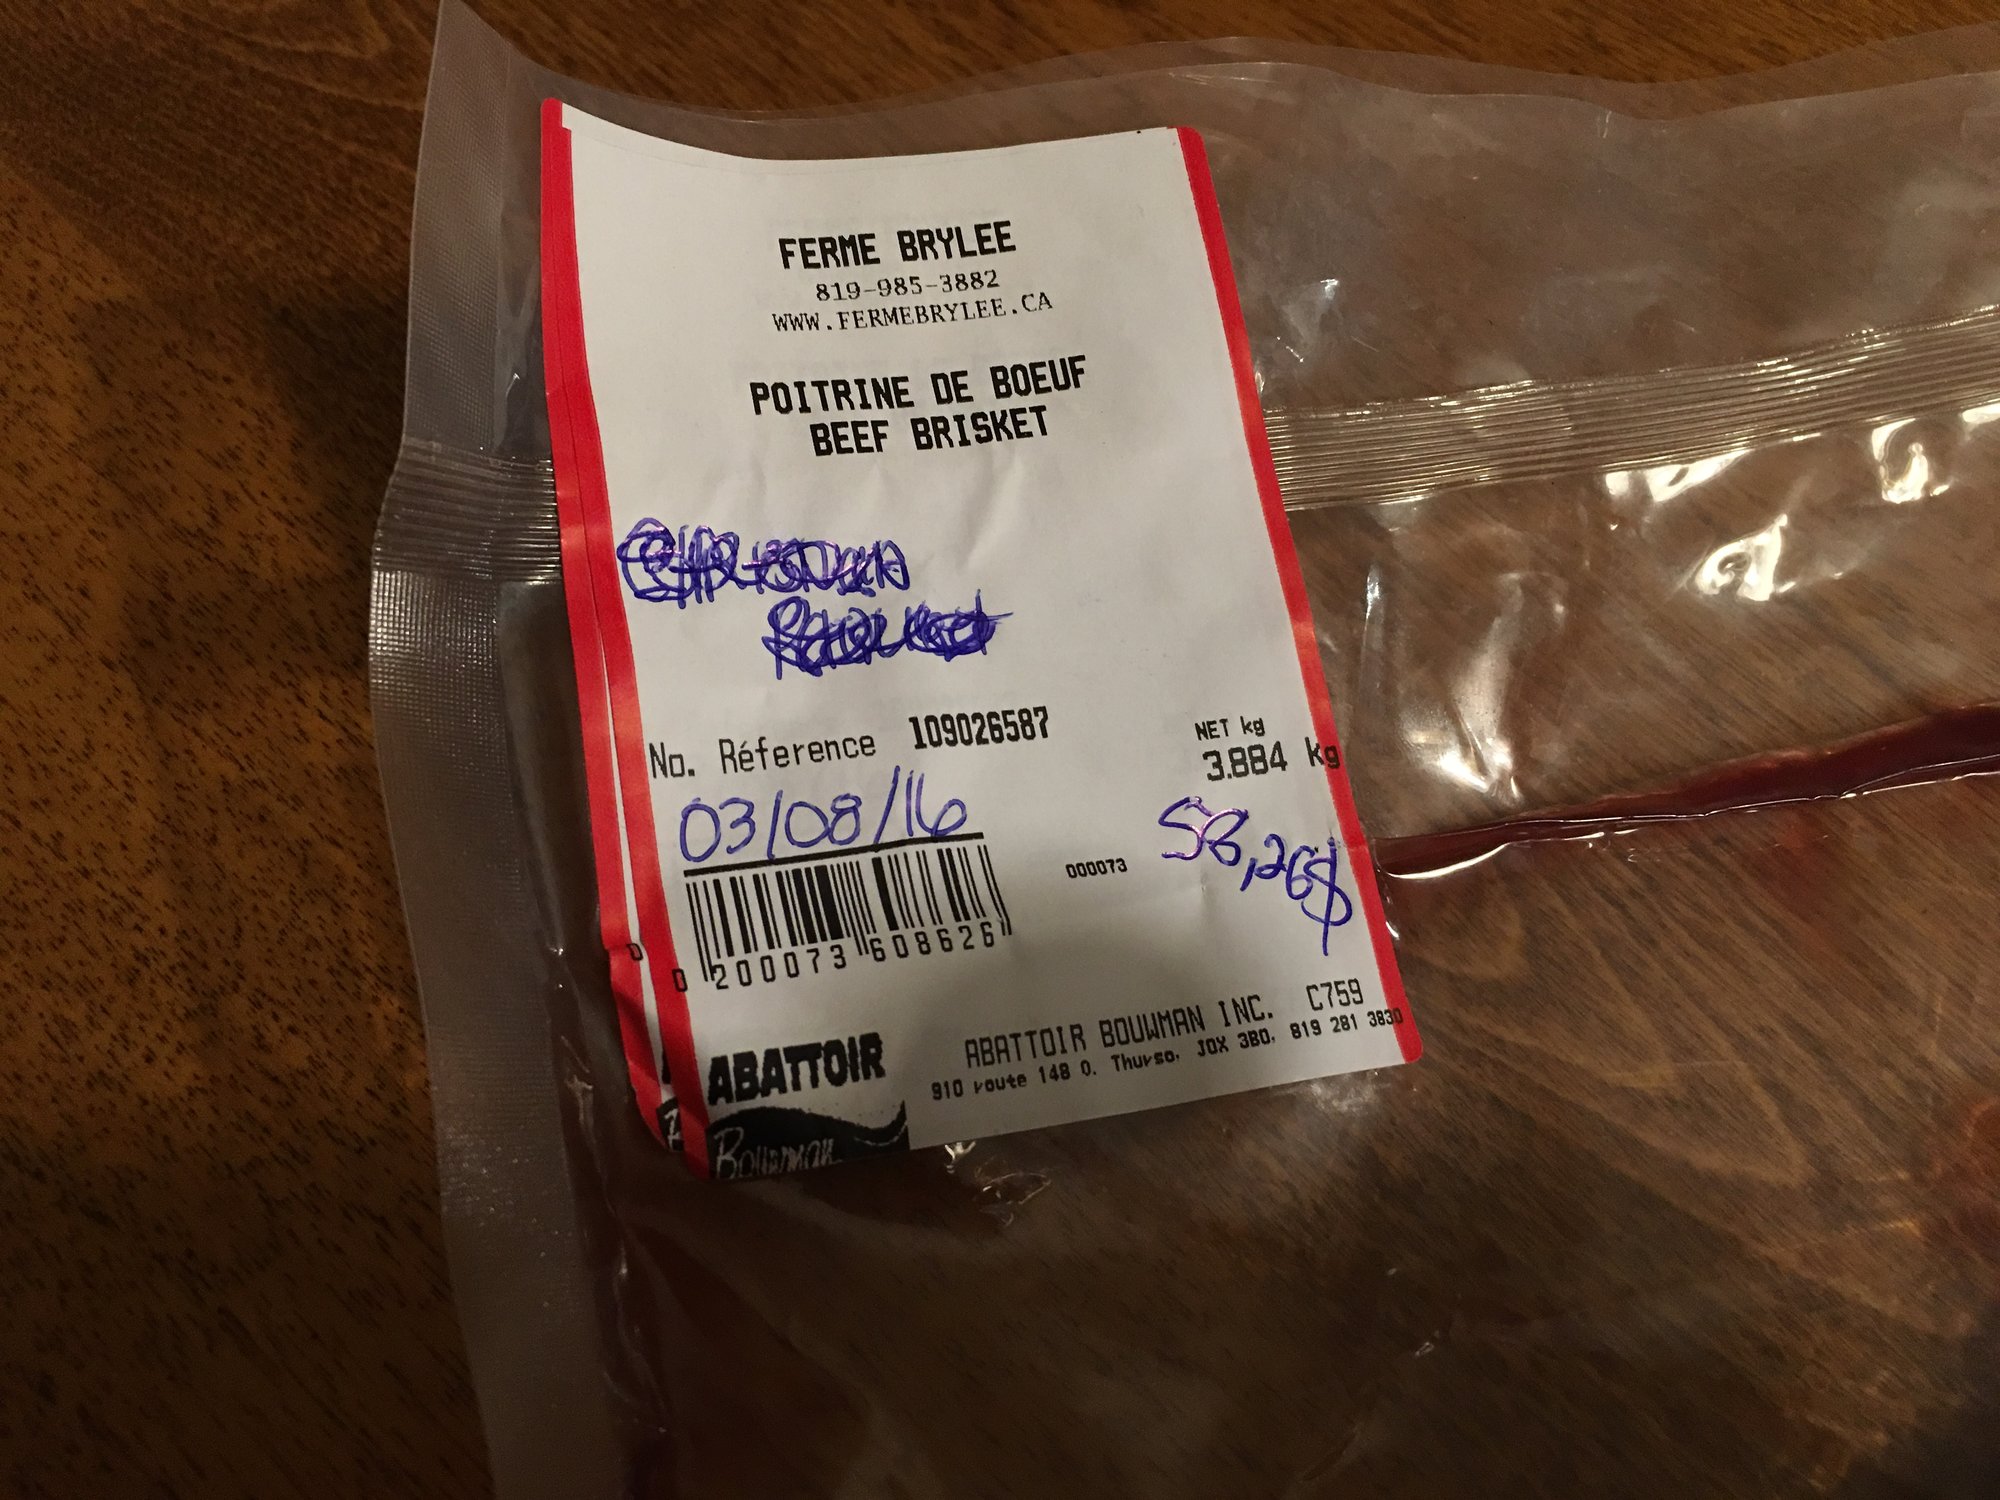 FERME BRYLEE
819-985-3882
WWW.FERMEBRYLEE.CA
POITRINE DE BOEUF
BEEF BRISKET
No. Réference 109026587
NET kg
3.884 Kg
03/08/16
58,26$
000073
0 200073 608626
0
ABATTOIR BOUWMAN INC. C759
910 route 148 O. Thurso. J0X 3B0. 819 281 3830
ABATTOIR
Bouwman